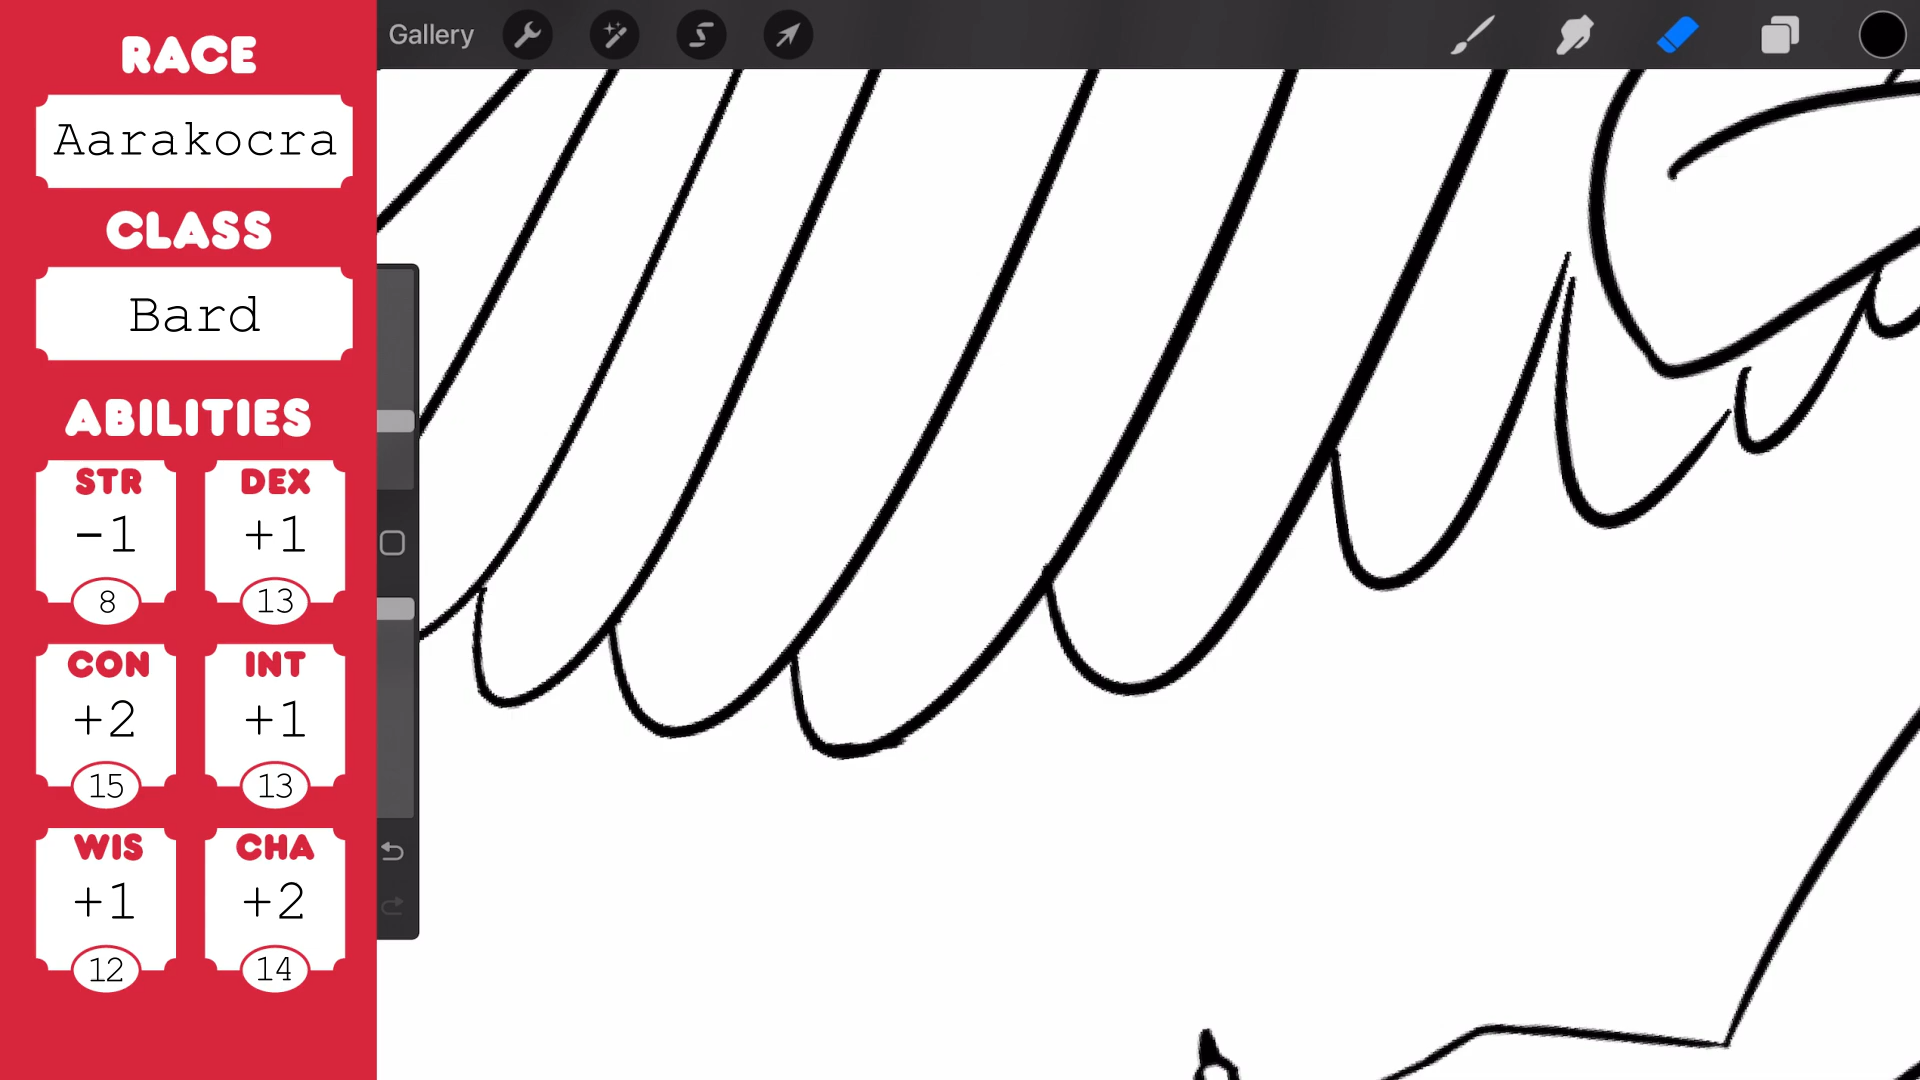 RACE
Aarakocra
CLASS
Bard
ABILITIES
STR DEX
-1 +1
8 13
CON INT
+2 +1
15 13
WIS CHA
+1 +2
12 14
Gallery